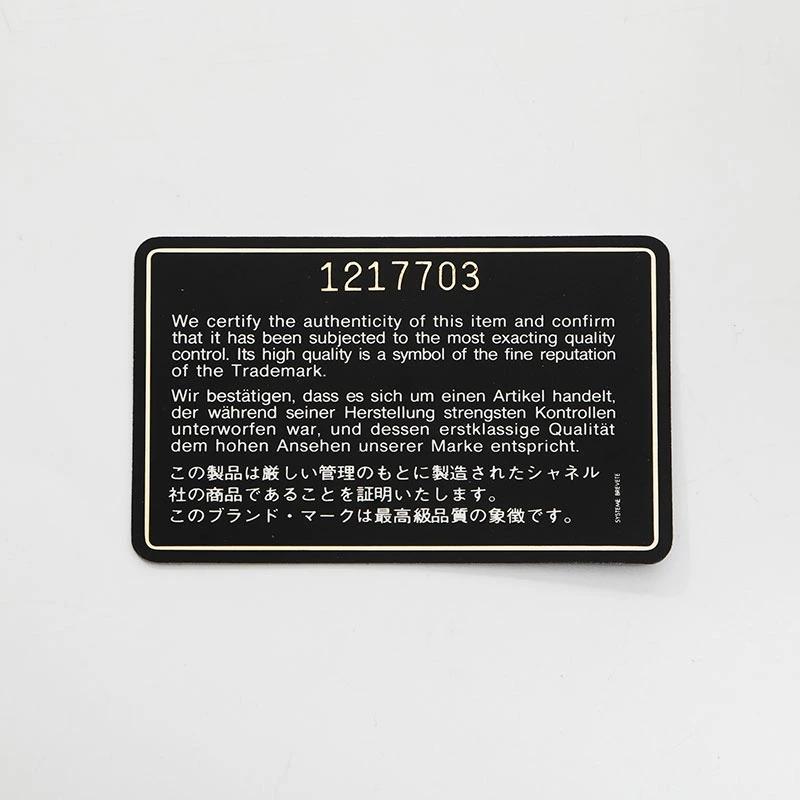 1217703
We certify the authenticity of this item and confirm
that it has been subjected to the most exacting quality
control. Its high quality is a symbol of the fine reputation
of the Trademark.
Wir bestätigen, dass es sich um einen Artikel handelt,
der während seiner Herstellung strengsten Kontrollen
unterworfen war, und dessen erstklassige Qualität
dem hohen Ansehen unserer Marke entspricht.
この製品は厳しい管理のもとに製造されたシャネル
社の商品であることを証明いたします。
このブランド・マークは最高級品質の象徴です。
SYSTEME BREVETE